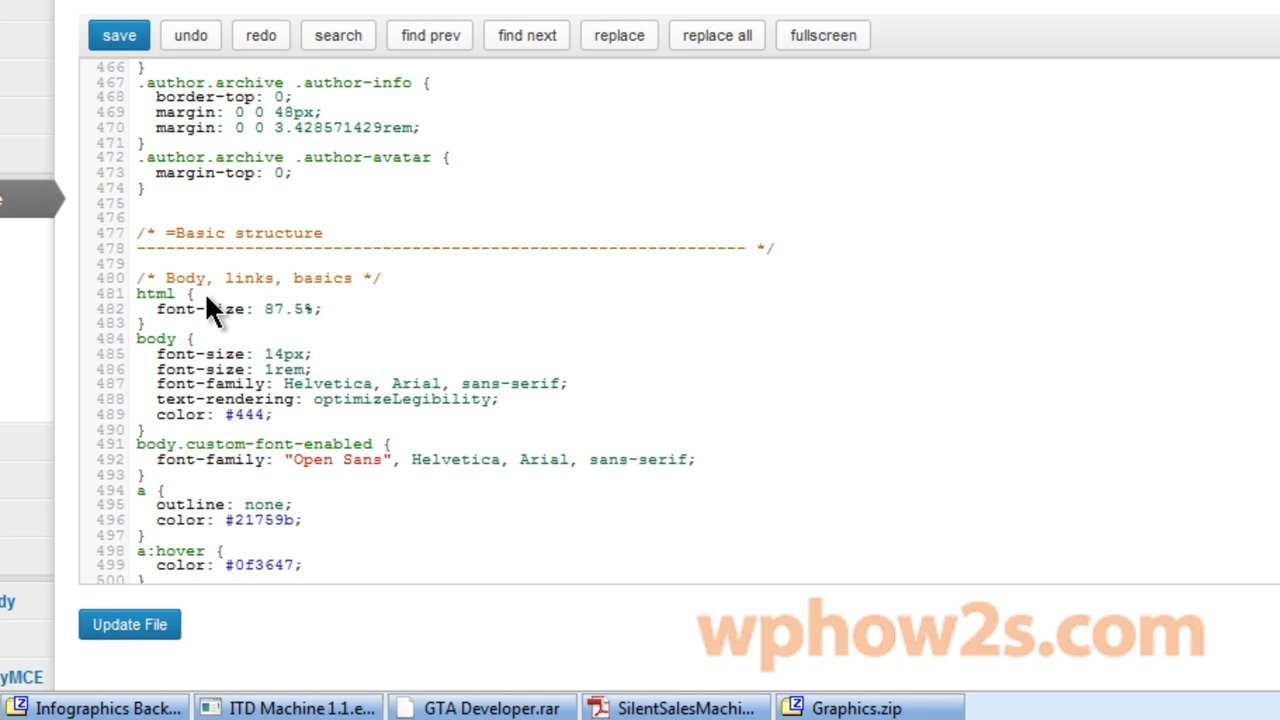 save undo redo search find prev find next replace replace all fullscreen
466 }
467 .author.archive .author-info {
468 border-top: 0;
469 margin: 0 0 48px;
470 margin: 0 0 3.428571429rem;
471 }
472 .author.archive .author-avatar {
473 margin-top: 0;
474 }
475
476
477 /* =Basic structure
478 -------------------------------------------------------------- */
479
480 /* Body, links, basics */
481 html {
482 font-size: 87.5%;
483 }
484 body {
485 font-size: 14px;
486 font-size: 1rem;
487 font-family: Helvetica, Arial, sans-serif;
488 text-rendering: optimizeLegibility;
489 color: #444;
490 }
491 body.custom-font-enabled {
492 font-family: "Open Sans", Helvetica, Arial, sans-serif;
493 }
494 a {
495 outline: none;
496 color: #21759b;
497 }
498 a:hover {
499 color: #0f3647;
500 }
e
dy
yMCE
Update File
wphow2s.com
Infographics Back... ITD Machine 1.1.e... GTA Developer.rar SilentSalesMachi... Graphics.zip